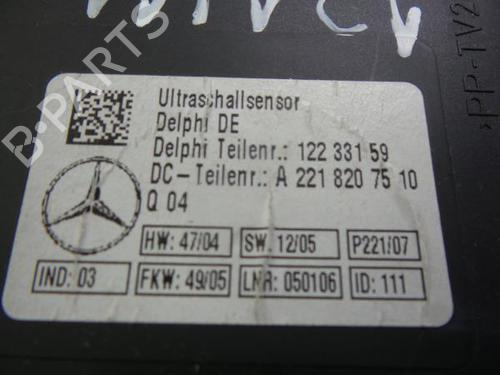 >PP-TV2
Ultraschallsensor
Delphi DE
Delphi Teilenr.: 122 331 59
DC-Teilenr.: A 221 820 75 10
Q 04
HW: 47/04 SW. 12/05 P221/07
IND: 03 FKW: 49/05 LNR: 050106 ID: 111
B-PARTS